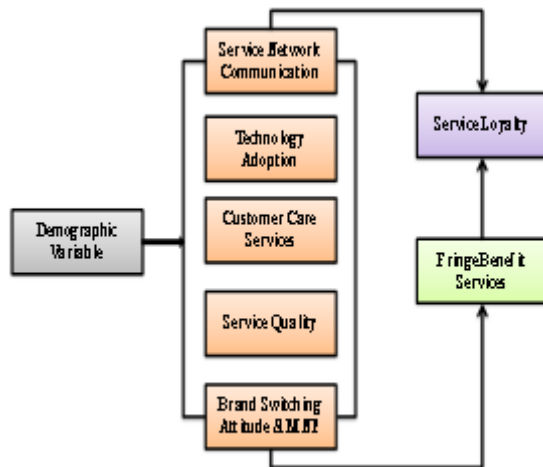 Service Network
Communication
Technology
Adoption
Customer Care
Services
Service Quality
Brand Switching
Attitude & MNP
Demographic
Variable
Service Loyalty
Fringe Benefit
Services